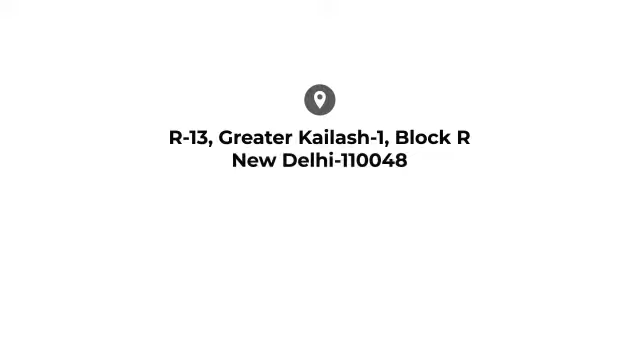 R-13, Greater Kailash-1, Block R
New Delhi-110048